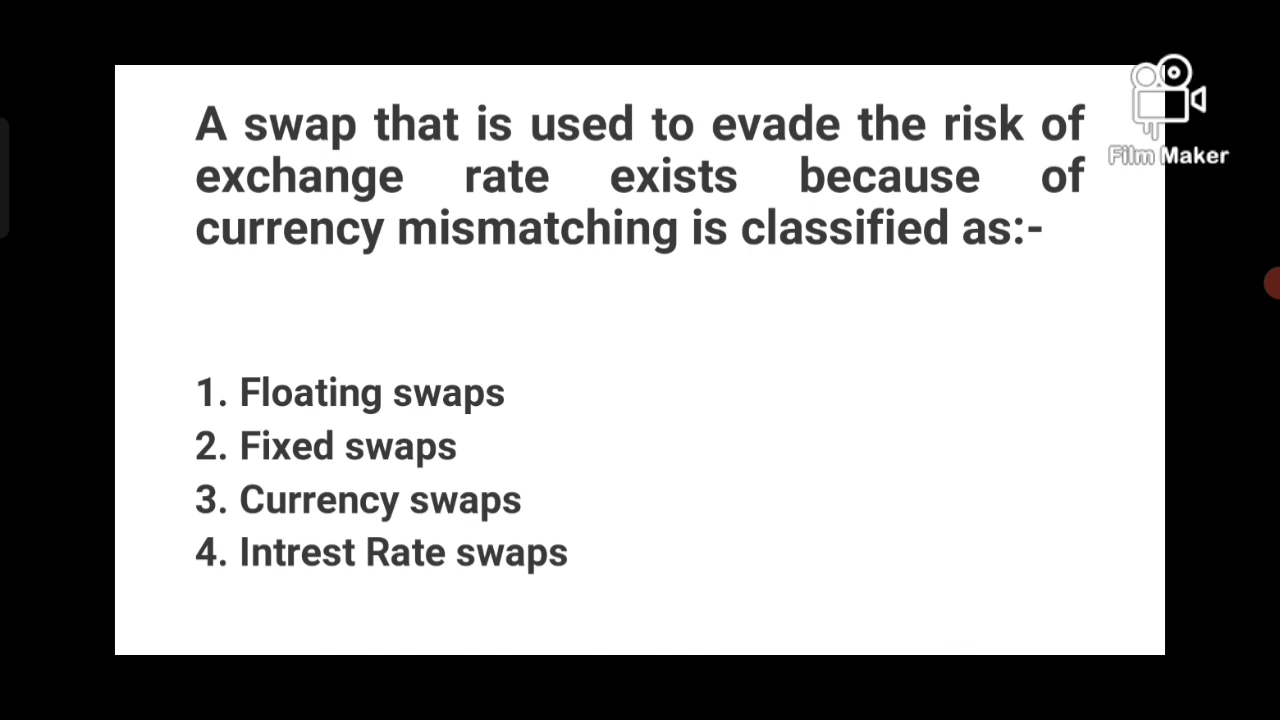 A swap that is used to evade the risk of
exchange rate exists because of
currency mismatching is classified as:-
1. Floating swaps
2. Fixed swaps
3. Currency swaps
4. Intrest Rate swaps
Film Maker